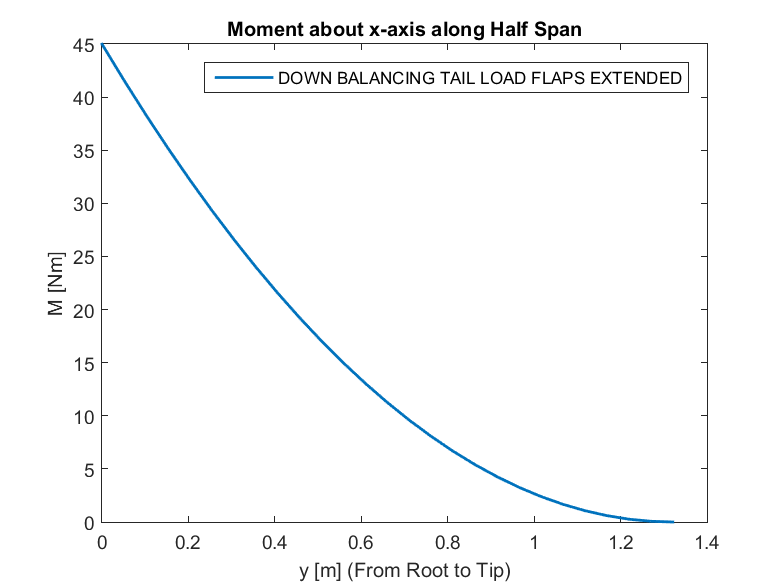 Moment about x-axis along Half Span
DOWN BALANCING TAIL LOAD FLAPS EXTENDED
45
40
35
30
25
20
15
10
5
0
M [Nm]
0 0.2 0.4 0.6 0.8 1 1.2 1.4
y [m] (From Root to Tip)